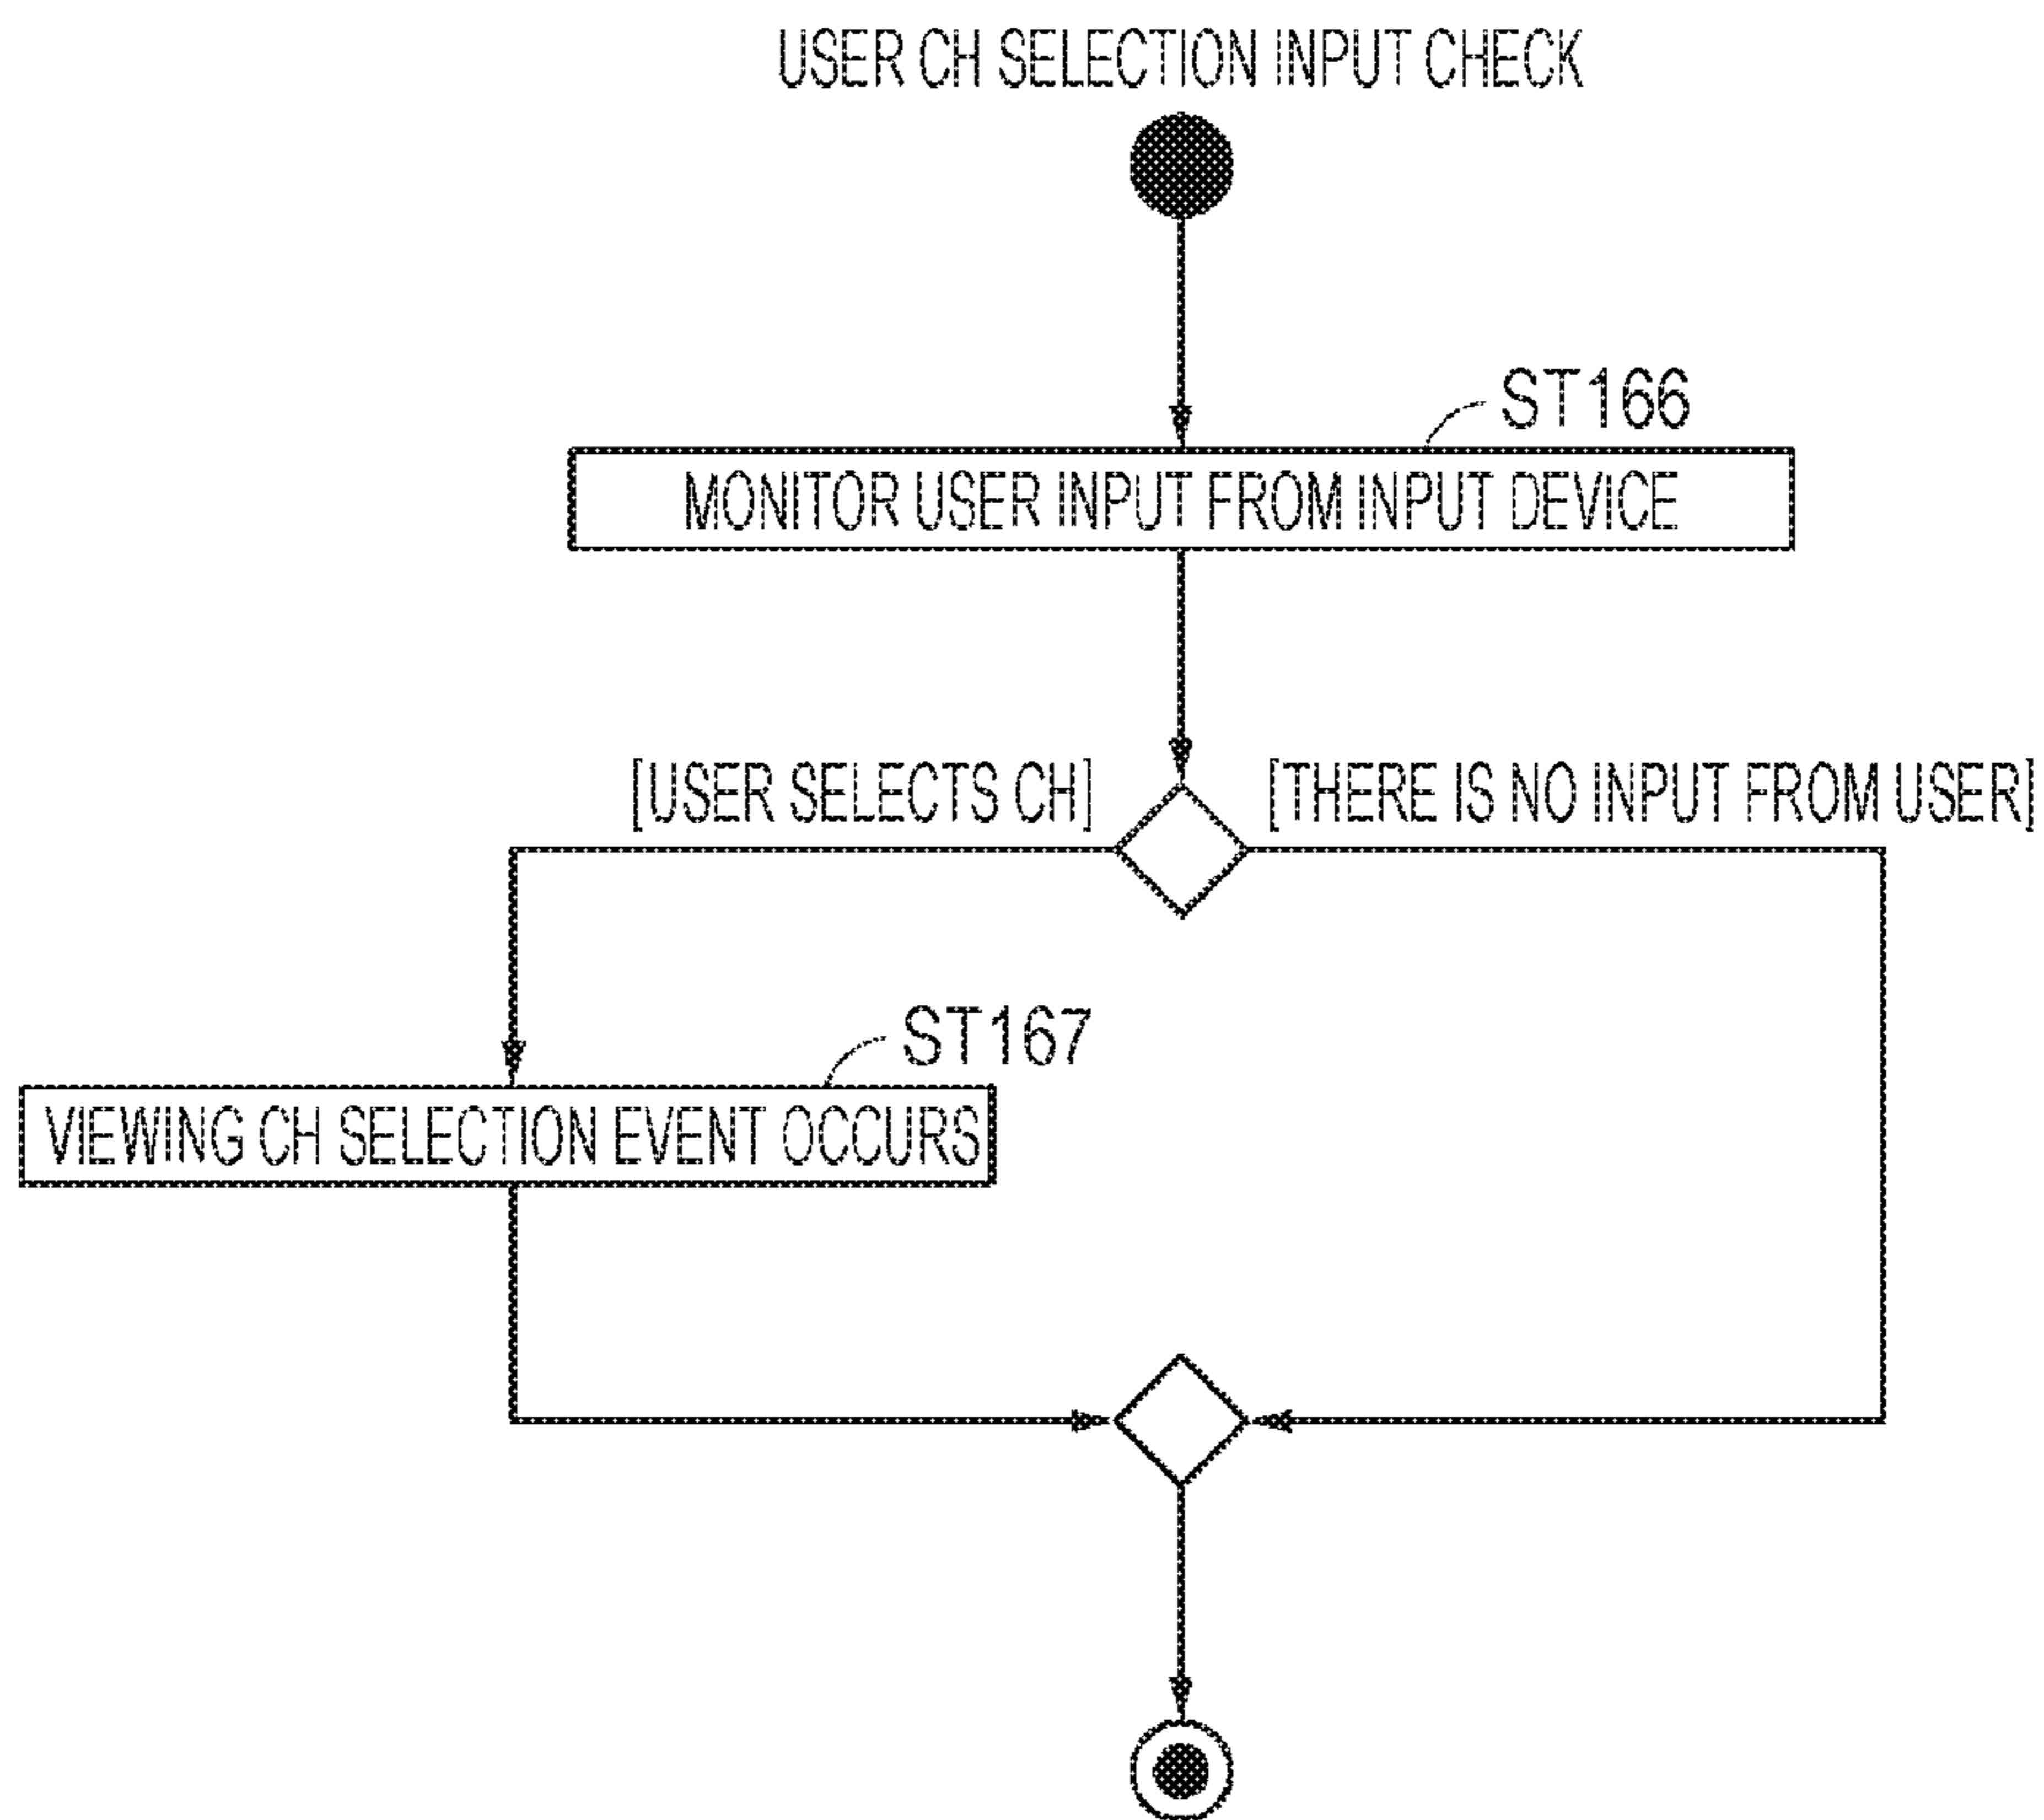 USER CH SELECTION INPUT CHECK
ST166
MONITOR USER INPUT FROM INPUT DEVICE
[USER SELECTS CH]
[THERE IS NO INPUT FROM USER]
ST167
VIEWING CH SELECTION EVENT OCCURS